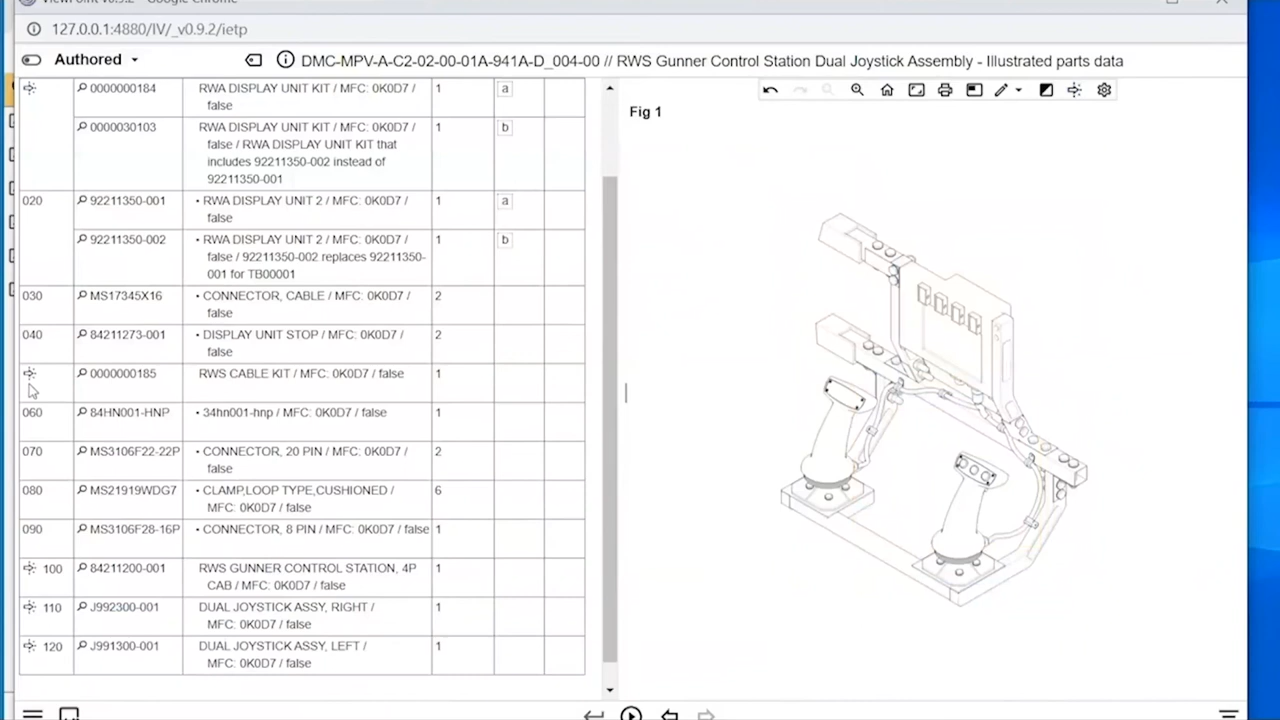 127.0.0.1:4880/IV/_v0.9.2/ietp
Authored
DMC-MPV-A-C2-02-00-01A-941A-D_004-00 // RWS Gunner Control Station Dual Joystick Assembly - Illustrated parts data
0000000184 RWA DISPLAY UNIT KIT / MFC: 0K0D7 / 1 a
false
0000030103 RWA DISPLAY UNIT KIT / MFC: 0K0D7 / 1 b
false / RWA DISPLAY UNIT KIT that
includes 92211350-002 instead of
92211350-001
020 92211350-001 • RWA DISPLAY UNIT 2 / MFC: 0K0D7 / 1 a
false
92211350-002 • RWA DISPLAY UNIT 2 / MFC: 0K0D7 / 1 b
false / 92211350-002 replaces 92211350-
001 for TB00001
030 MS17345X16 • CONNECTOR, CABLE / MFC: 0K0D7 / 2
false
040 84211273-001 • DISPLAY UNIT STOP / MFC: 0K0D7 / 2
false
0000000185 RWS CABLE KIT / MFC: 0K0D7 / false 1
060 84HN001-HNP • 34hn001-hnp / MFC: 0K0D7 / false 1
070 MS3106F22-22P • CONNECTOR, 20 PIN / MFC: 0K0D7 / 2
false
080 MS21919WDG7 • CLAMP,LOOP TYPE,CUSHIONED / 6
MFC: 0K0D7 / false
090 MS3106F28-16P • CONNECTOR, 8 PIN / MFC: 0K0D7 / false 1
100 84211200-001 RWS GUNNER CONTROL STATION, 4P 1
CAB / MFC: 0K0D7 / false
110 J992300-001 DUAL JOYSTICK ASSY, RIGHT / 1
MFC: 0K0D7 / false
120 J991300-001 DUAL JOYSTICK ASSY, LEFT / 1
MFC: 0K0D7 / false
Fig 1